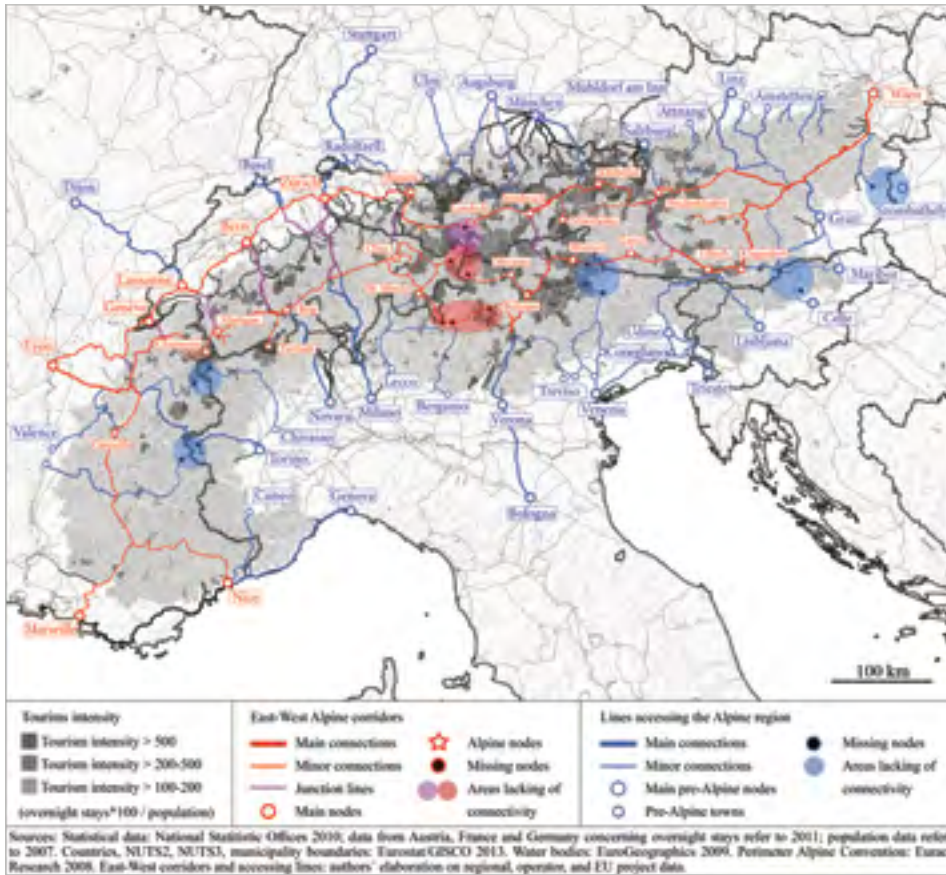 Stuttgart
Ulm
Augsburg
München
Mühldorf am Inn
Linz
Amstetten
Wien
Attnang
Salzburg
Radolfzell
Basel
Zürich
Dijon
Bern
Graz
Szombathely
Lausanne
Maribor
Genève
Celje
Ljubljana
Udine
Conegliano
Lyon
Lecco
Treviso
Trieste
Novara
Milano
Bergamo
Verona
Venezia
Valence
Chivasso
Torino
Cuneo
Genova
Bologna
Nice
Marseille
100 km
Tourims intensity
Tourism intensity > 500
Tourism intensity > 200-500
Tourism intensity > 100-200
(overnight stays*100 / population)
East-West Alpine corridors
Main connections
Minor connections
Junction lines
Main nodes
Alpine nodes
Missing nodes
Areas lacking of
connectivity
Lines accessing the Alpine region
Main connections
Minor connections
Main pre-Alpine nodes
Pre-Alpine towns
Missing nodes
Areas lacking of
connectivity
Sources: Statistical data: National Statistic Offices 2010; data from Austria, France and Germany concerning overnight stays refer to 2011; population data refer
to 2007. Countries, NUTS2, NUTS3, municipality boundaries: Eurostat/GISCO 2013. Water bodies: EuroGeographics 2009. Perimeter Alpine Convention: Eurac
Research 2008. East-West corridors and accessing lines: authors' elaboration on regional, operator, and EU project data.